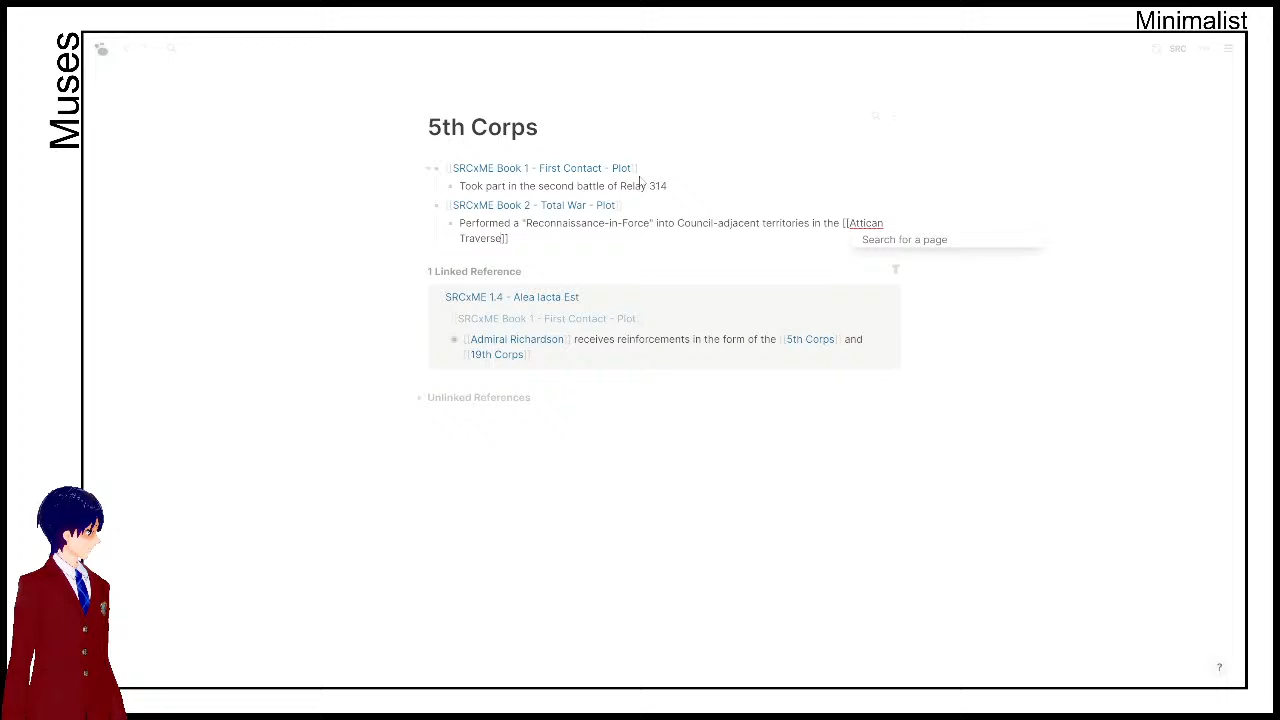 Minimalist
Muses
SRC
5th Corps
[[SRCxME Book 1 - First Contact - Plot]]
Took part in the second battle of Relay 314
[[SRCxME Book 2 - Total War - Plot]]
Performed a "Reconnaissance-in-Force" into Council-adjacent territories in the [[Attican
Traverse]]
Search for a page
1 Linked Reference
SRCxME 1.4 - Alea Iacta Est
[[SRCxME Book 1 - First Contact - Plot]]
[[Admiral Richardson]] receives reinforcements in the form of the [[5th Corps]] and
[[19th Corps]]
Unlinked References
?